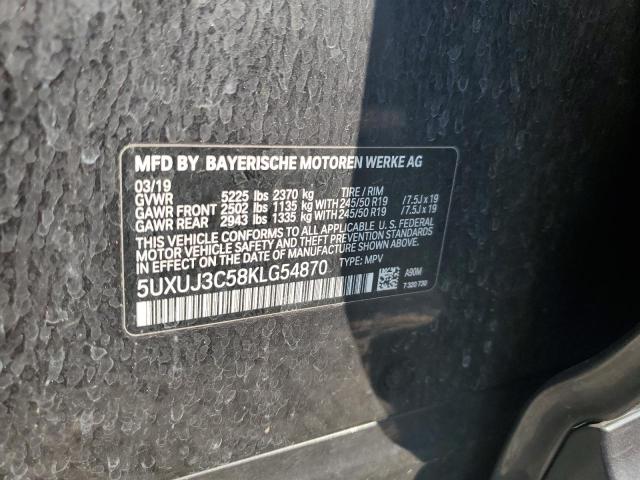 MFD BY BAYERISCHE MOTOREN WERKE AG
03/19
GVWR 5225 lbs 2370 kg TIRE / RIM
GAWR FRONT 2502 lbs 1135 kg WITH 245/50 R19 / 7.5J x 19
GAWR REAR 2943 lbs 1335 kg WITH 245/50 R19 / 7.5J x 19
THIS VEHICLE CONFORMS TO ALL APPLICABLE FEDERAL
MOTOR VEHICLE SAFETY, AND THEFT PREVENTION
STANDARDS IN EFFECT ON THE DATE OF MANUFACTURE
SHOWN ABOVE.
5UXUJ3C58KLG54870 TYPE: MPV
A90M
7 320 730